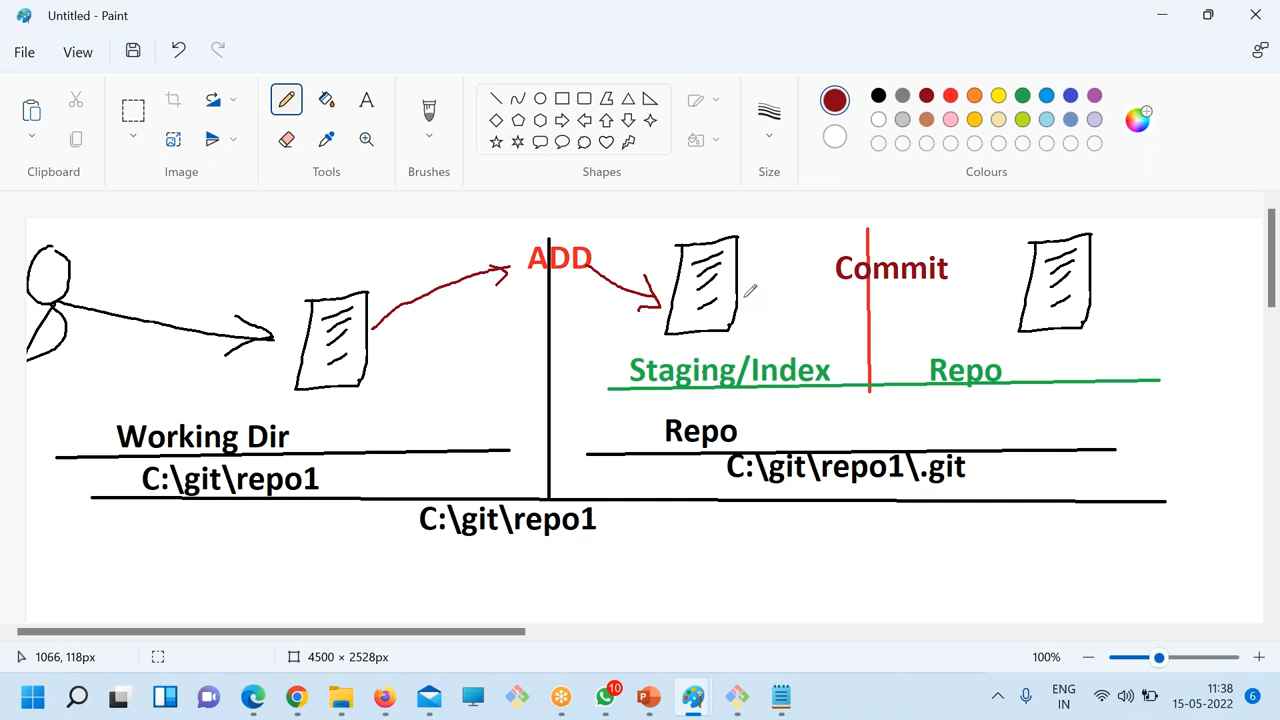 Untitled - Paint
File View
Clipboard Image Tools Brushes Shapes Size Colours
ADD
Commit
Staging/Index Repo
Working Dir Repo
C:\git\repo1 C:\git\repo1\.git
C:\git\repo1
1066, 118px 4500 × 2528px 100%
10
ENG
IN
11:38
15-05-2022
6